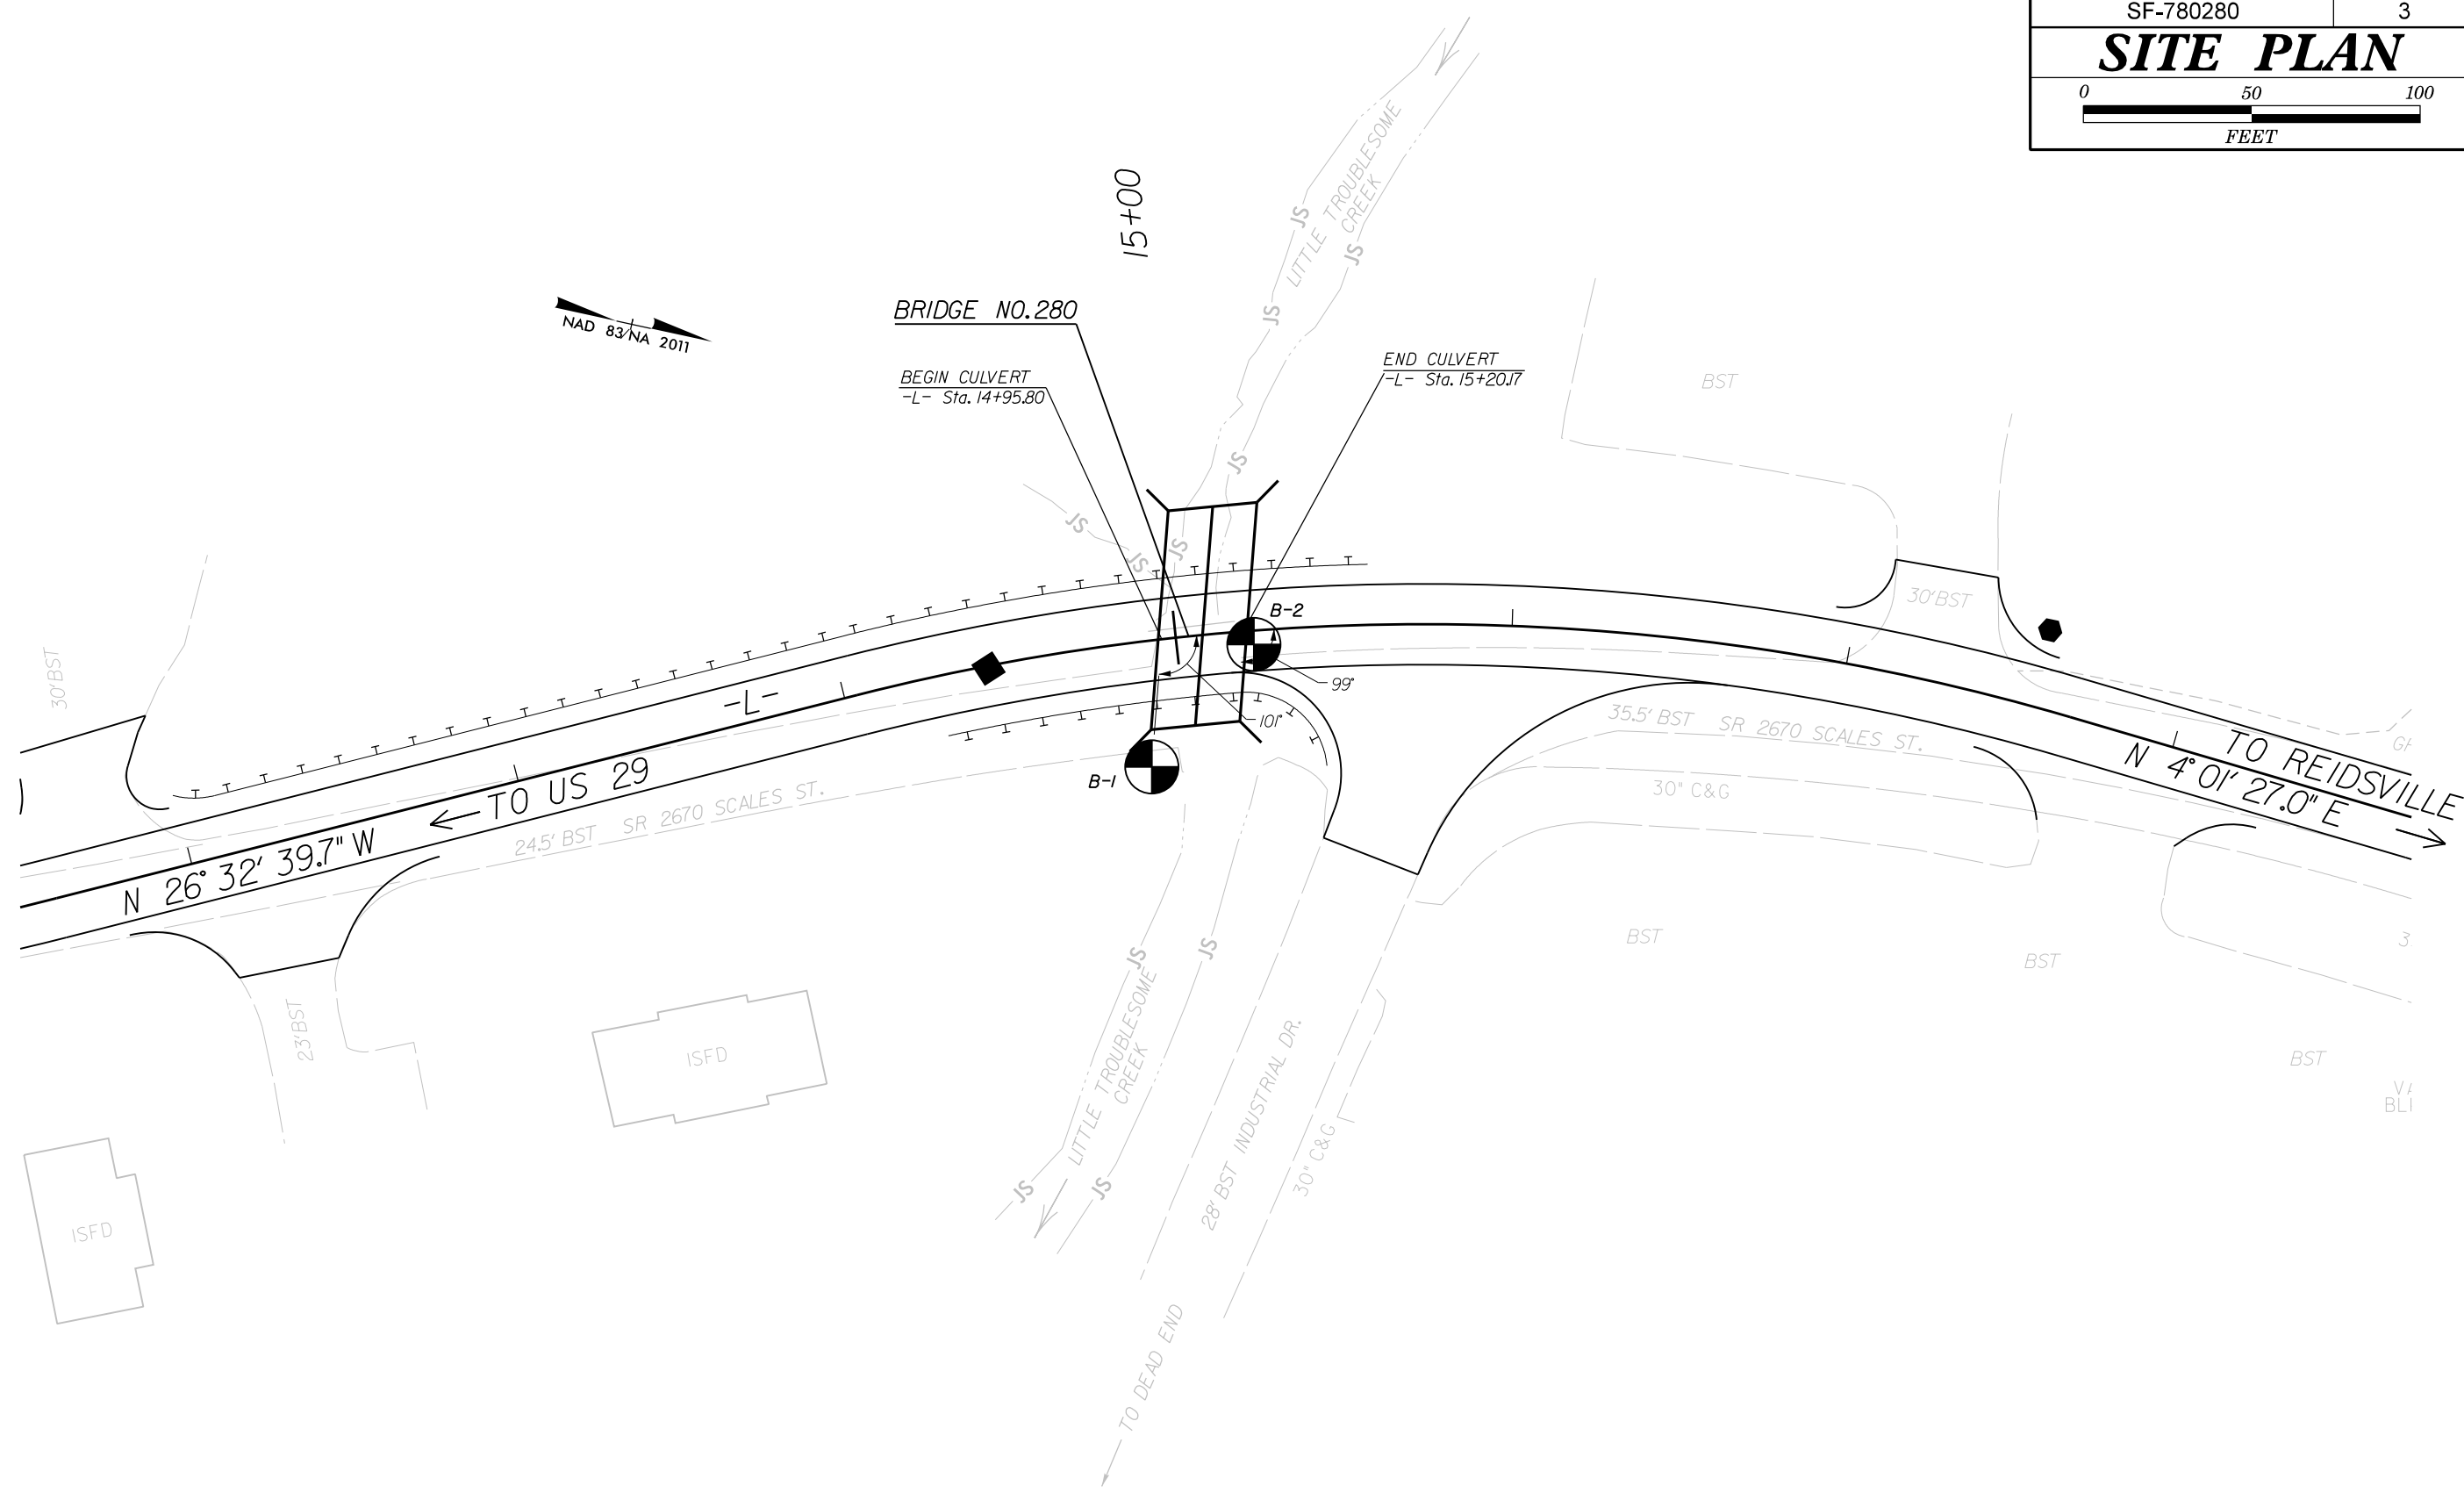 SF-780280 3
SITE PLAN
0 50 100
FEET
15+00
LITTLE TROUBLESOME
CREEK
JS
JS
JS
JS
JS
JS
JS
NAD 83/NA 2011
BRIDGE NO. 280
BEGIN CULVERT
-L- Sta. 14+95.80
END CULVERT
-L- Sta. 15+20.17
BST
B-2
99°
101°
B-1
30' BST
30' BST
-L-
TO US 29
N 26° 32' 39.7" W
24.5' BST SR 2670 SCALES ST.
35.5' BST SR 2670 SCALES ST.
30" C&G
TO REIDSVILLE
N 4° 01' 27.0" E
BST
BST
3
BST
23' BST
ISFD
ISFD
JS
JS
LITTLE TROUBLESOME
CREEK
JS
JS
28' BST INDUSTRIAL DR.
30" C&G
TO DEAD END